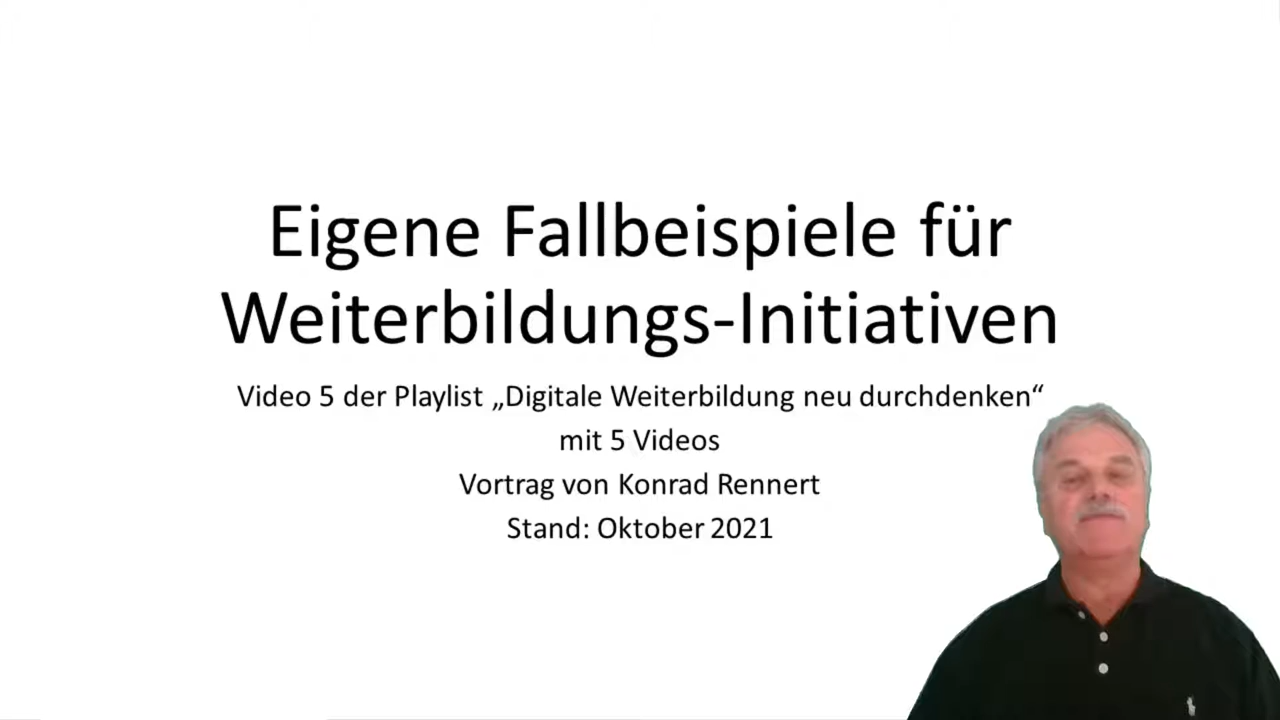 Eigene Fallbeispiele für
Weiterbildungs-Initiativen
Video 5 der Playlist „Digitale Weiterbildung neu durchdenken“
mit 5 Videos
Vortrag von Konrad Rennert
Stand: Oktober 2021